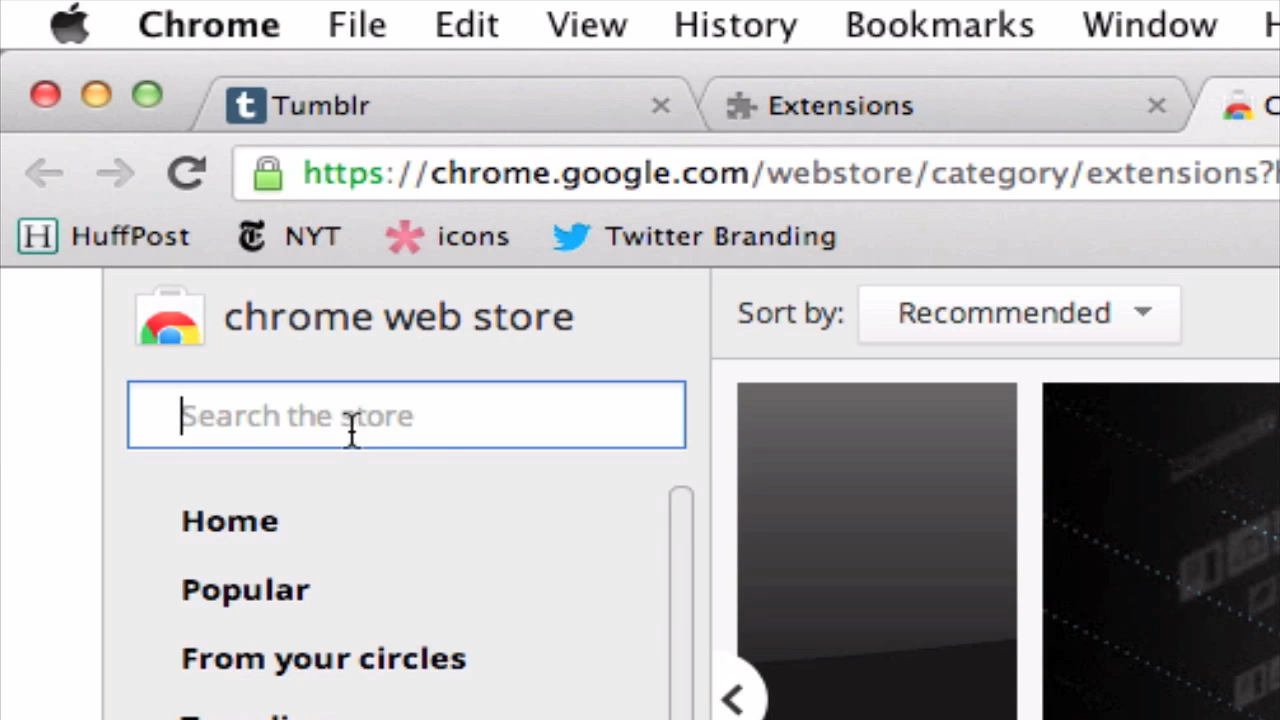 Chrome File Edit View History Bookmarks Window
Tumblr Extensions
https://chrome.google.com/webstore/category/extensions?
HuffPost NYT icons Twitter Branding
chrome web store
Sort by: Recommended
Search the store
Home
Popular
From your circles